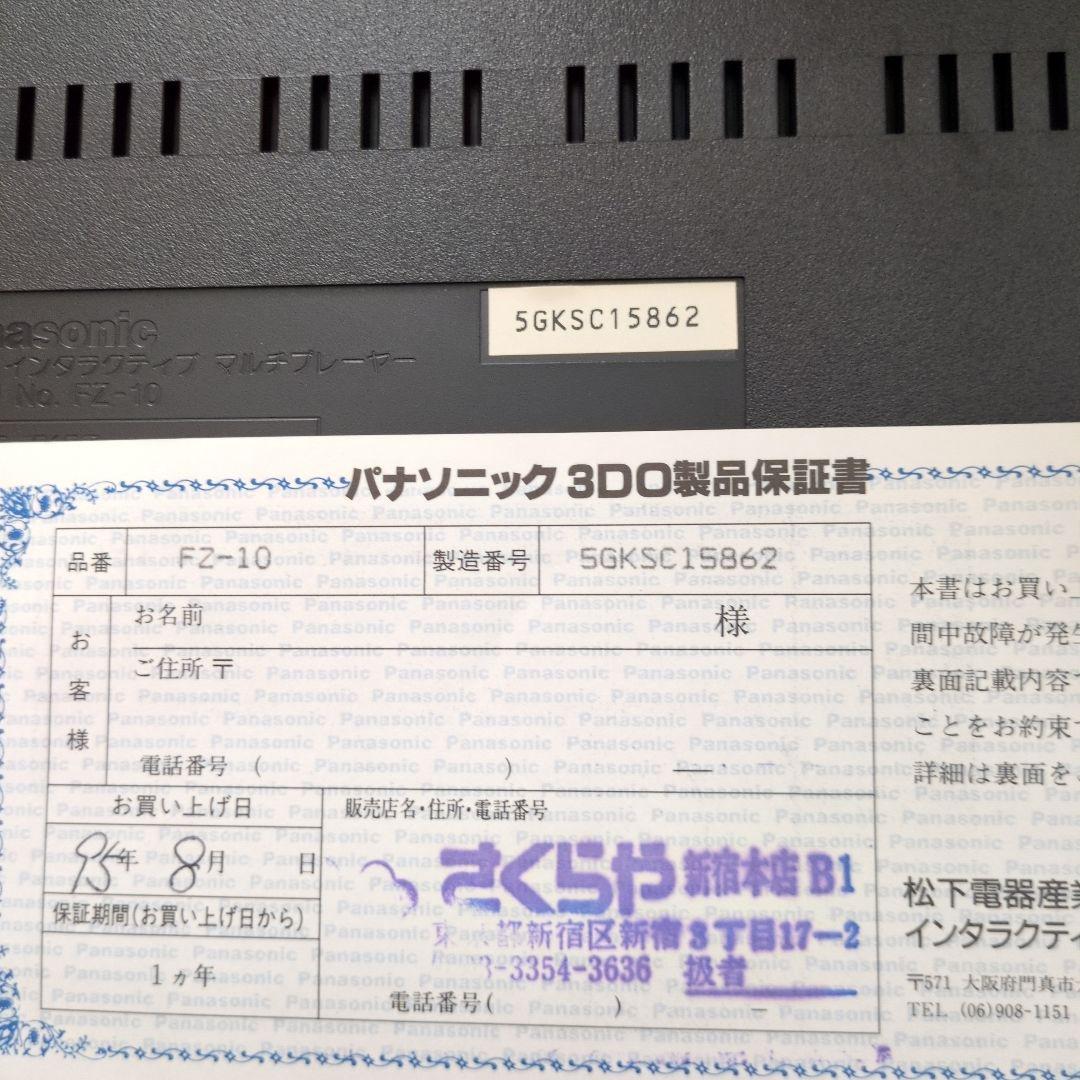 5GKSC15862
nasonic
インタラクティブ マルチプレーヤー
No. FZ-10
パナソニック3DO製品保証書
品番 FZ-10 製造番号 5GKSC15862
お客様
お名前 様
ご住所 〒
電話番号 ( )
お買い上げ日
8年 8月 日
保証期間(お買い上げ日から)
1ヵ年
販売店名・住所・電話番号
さくらや 新宿本店 B1
東京都新宿区新宿3丁目17-2
3-3354-3636 扱者
電話番号( ) ー
本書はお買い上
間中故障が発生
裏面記載内容
ことをお約束
詳細は裏面を
松下電器産業
インタラクティ
〒571 大阪府門真市
TEL (06)908-1151